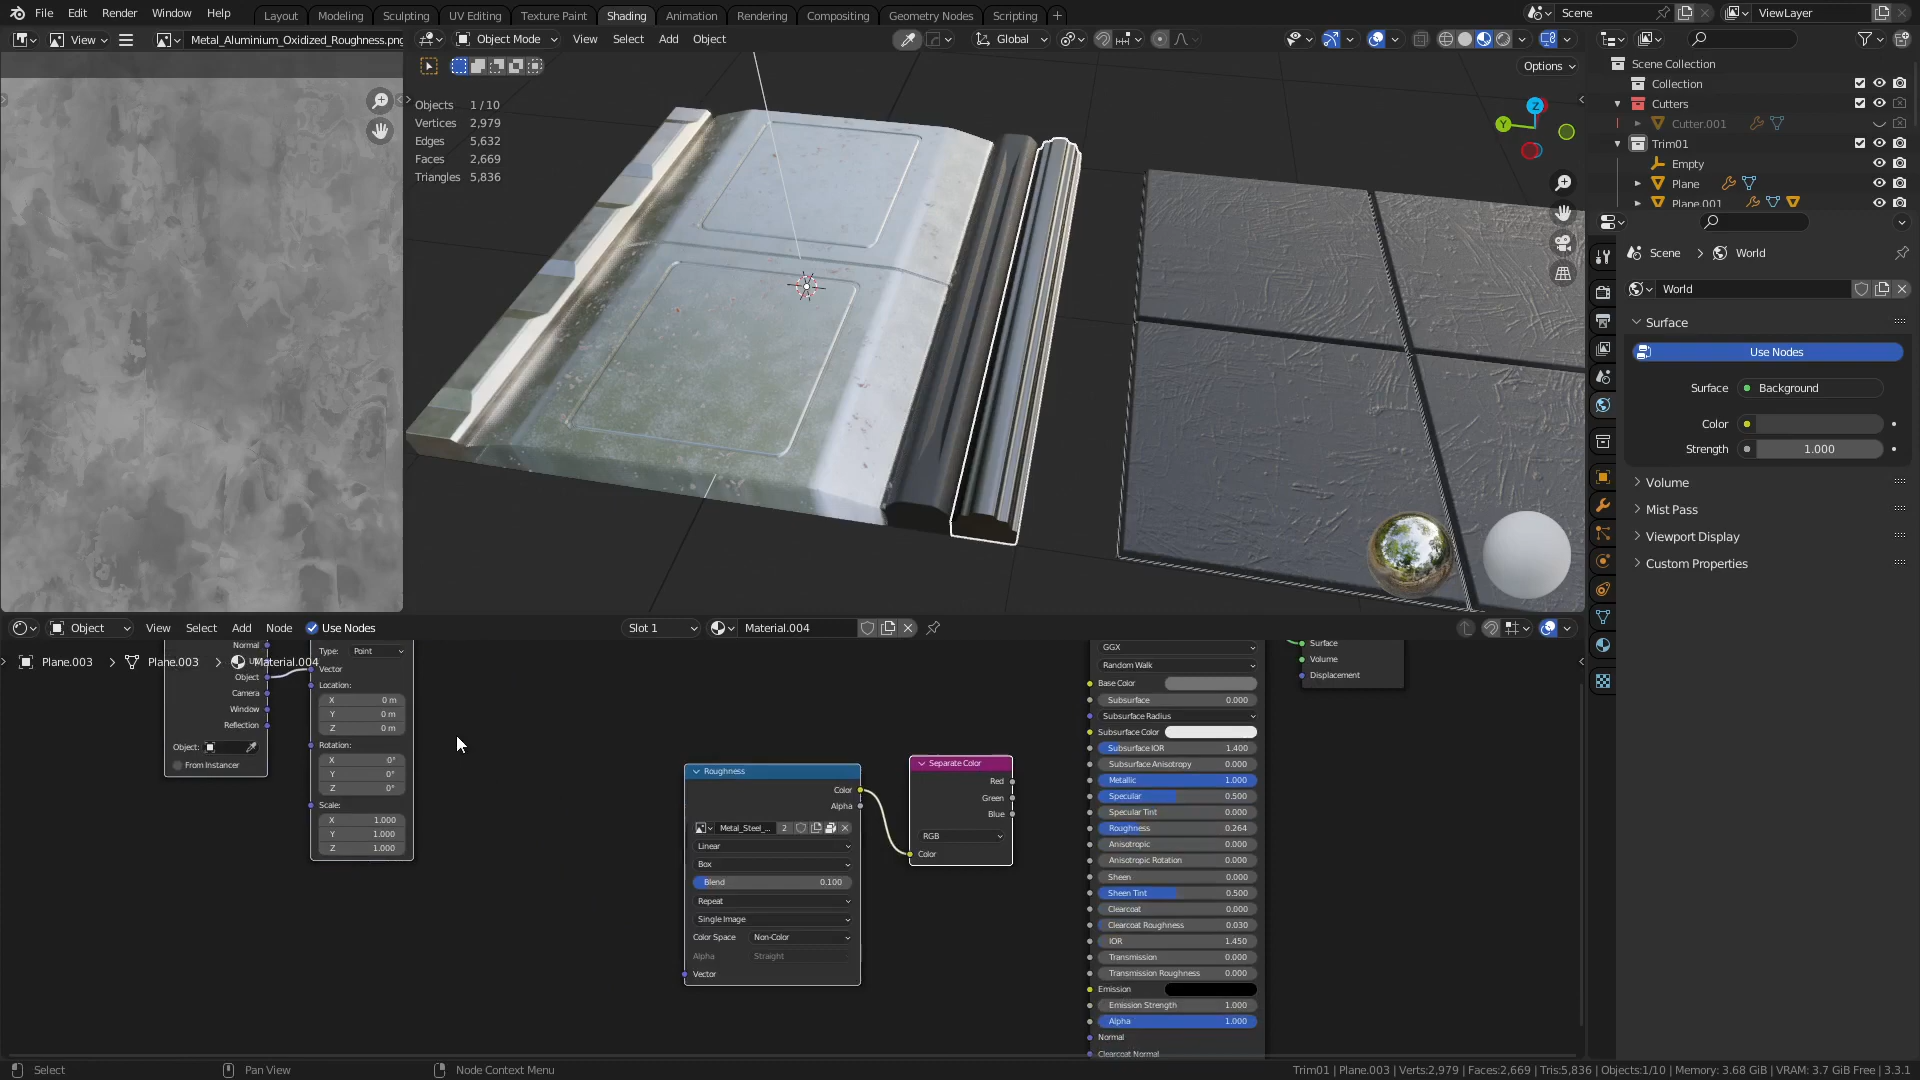 File Edit Render Window Help Layout Modeling Sculpting UV Editing Texture Paint Shading Animation Rendering Compositing Geometry Nodes Scripting + Scene ViewLayer
View Metal_Aluminium_Oxidized_Roughness.png Object Mode View Select Add Object Global
Options
Objects 1 / 10
Vertices 2,979
Edges 5,632
Faces 2,669
Triangles 5,836
Z
Y
Scene Collection
Collection
Cutters
Cutter.001
Trim01
Empty
Plane
Plane.001
Scene > World
World
Surface
Use Nodes
Surface Background
Color
Strength 1.000
Volume
Mist Pass
Viewport Display
Custom Properties
Object View Select Add Node Use Nodes Slot 1 Material.004
Plane.003 > Plane.003 > Material.004
Normal
Object
Camera
Window
Reflection
Object:
From Instancer
Type: Point
Vector
Location:
X 0 m
Y 0 m
Z 0 m
Rotation:
X 0°
Y 0°
Z 0°
Scale:
X 1.000
Y 1.000
Z 1.000
Roughness
Color
Alpha
Metal_Steel_... 2
Linear
Box
Blend 0.100
Repeat
Single Image
Color Space Non-Color
Alpha Straight
Vector
Separate Color
Red
Green
Blue
RGB
Color
GGX
Random Walk
Base Color
Subsurface 0.000
Subsurface Radius
Subsurface Color
Subsurface IOR 1.400
Subsurface Anisotropy 0.000
Metallic 1.000
Specular 0.500
Specular Tint 0.000
Roughness 0.264
Anisotropic 0.000
Anisotropic Rotation 0.000
Sheen 0.000
Sheen Tint 0.500
Clearcoat 0.000
Clearcoat Roughness 0.030
IOR 1.450
Transmission 0.000
Transmission Roughness 0.000
Emission
Emission Strength 1.000
Alpha 1.000
Normal
Clearcoat Normal
Surface
Volume
Displacement
Select Pan View Node Context Menu Trim01 | Plane.003 | Verts:2,979 | Faces:2,669 | Tris:5,836 | Objects:1/10 | Memory: 3.68 GiB | VRAM: 3.7 GiB Free | 3.3.1